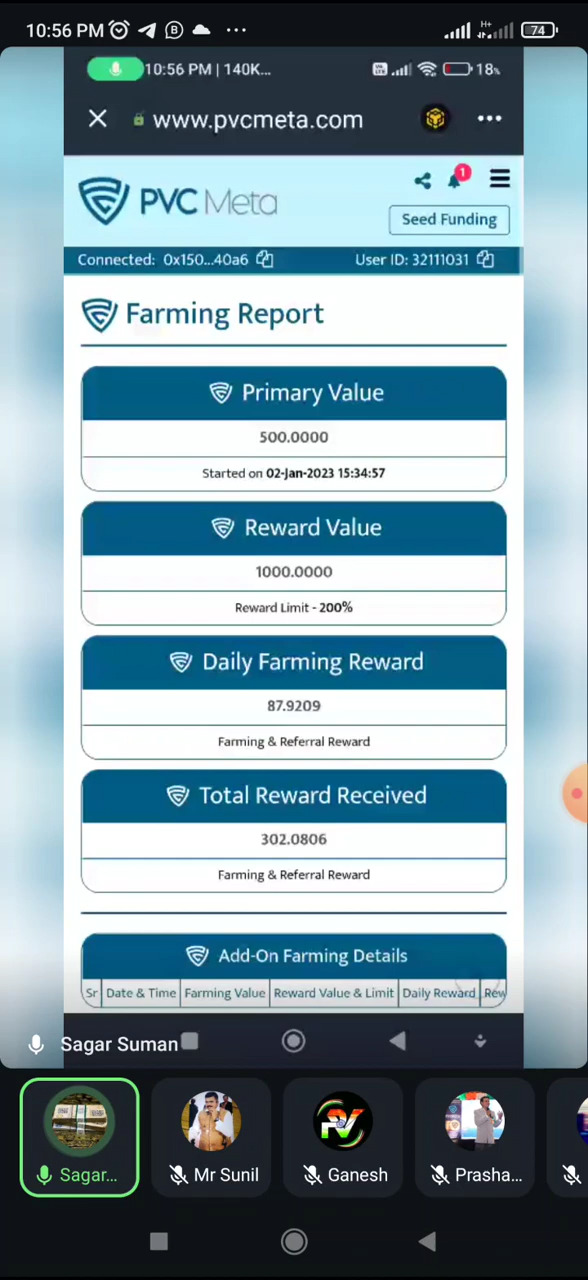 10:56 PM
H+
74
10:56 PM | 140K...
18%
www.pvcmeta.com
1
PVC Meta
Seed Funding
Connected: 0x150...40a6
User ID: 32111031
Farming Report
Primary Value
500.0000
Started on 02-Jan-2023 15:34:57
Reward Value
1000.0000
Reward Limit - 200%
Daily Farming Reward
87.9209
Farming & Referral Reward
Total Reward Received
302.0806
Farming & Referral Reward
Add-On Farming Details
Sr Date & Time Farming Value Reward Value & Limit Daily Reward Rew
Sagar Suman
Sagar... Mr Sunil Ganesh Prasha...